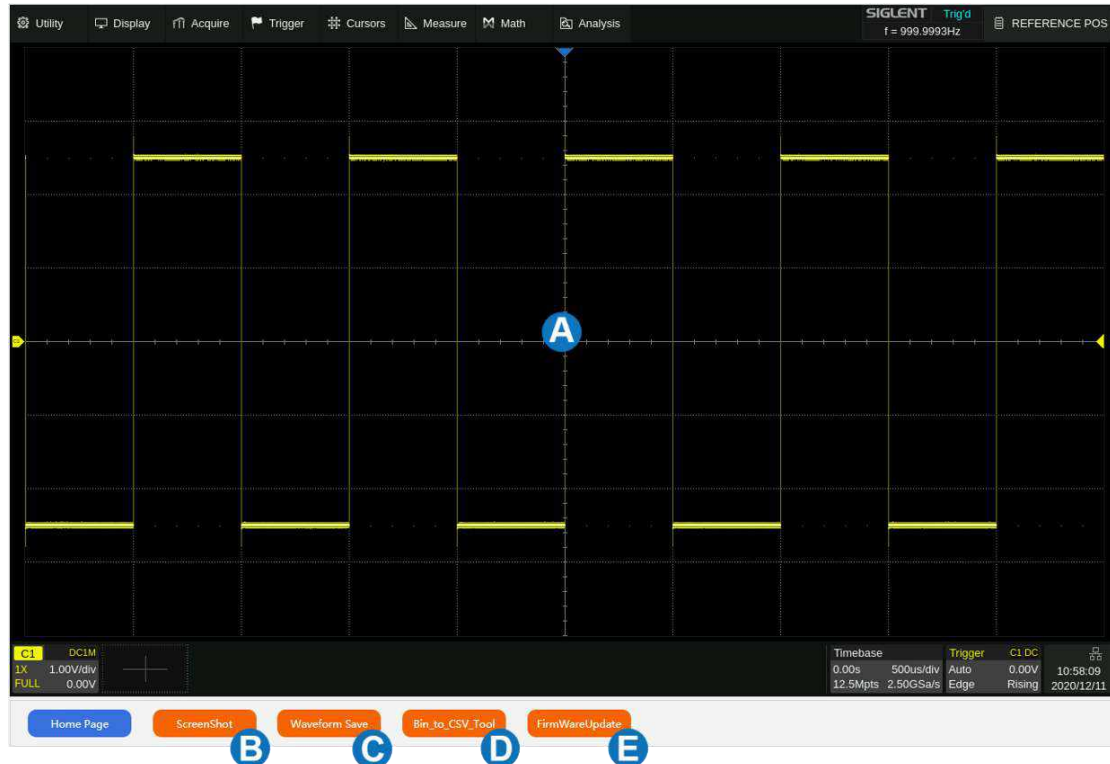 Utility Display Acquire Trigger Cursors Measure Math Analysis SIGLENT Trig'd REFERENCE POS
f = 999.9993Hz
A
C1 DC1M
1X 1.00V/div
FULL 0.00V
Timebase
0.00s 500us/div
12.5Mpts 2.50GSa/s
Trigger C1 DC
Auto 0.00V
Edge Rising
10:58:09
2020/12/11
Home Page ScreenShot Waveform Save Bin_to_CSV_Tool FirmWareUpdate
B C D E